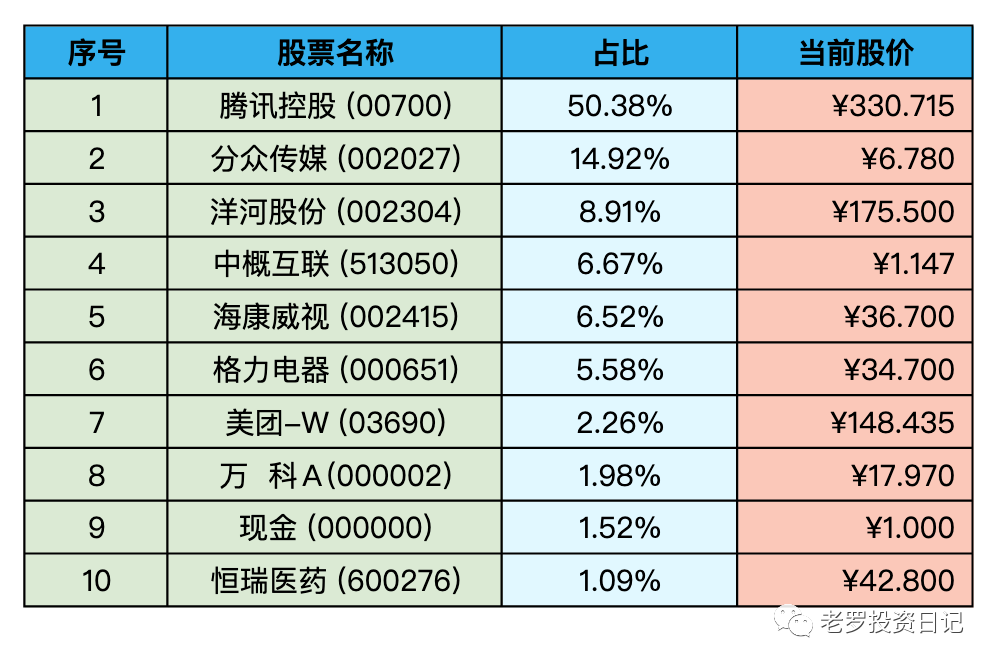 序号 股票名称 占比 当前股价
1 腾讯控股 (00700) 50.38% ¥330.715
2 分众传媒 (002027) 14.92% ¥6.780
3 洋河股份 (002304) 8.91% ¥175.500
4 中概互联 (513050) 6.67% ¥1.147
5 海康威视 (002415) 6.52% ¥36.700
6 格力电器 (000651) 5.58% ¥34.700
7 美团–W (03690) 2.26% ¥148.435
8 万 科A(000002) 1.98% ¥17.970
9 现金 (000000) 1.52% ¥1.000
10 恒瑞医药 (600276) 1.09% ¥42.800
老罗投资日记